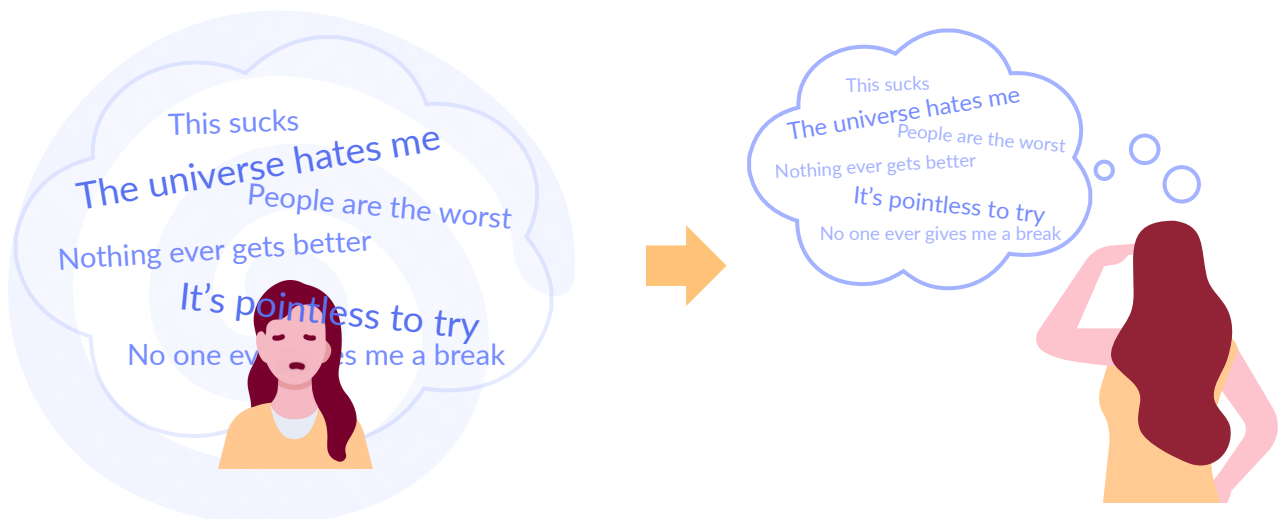 This sucks
The universe hates me
People are the worst
Nothing ever gets better
It's pointless to try
No one ev es me a break
This sucks
The universe hates me
People are the worst
Nothing ever gets better
It's pointless to try
No one ever gives me a break